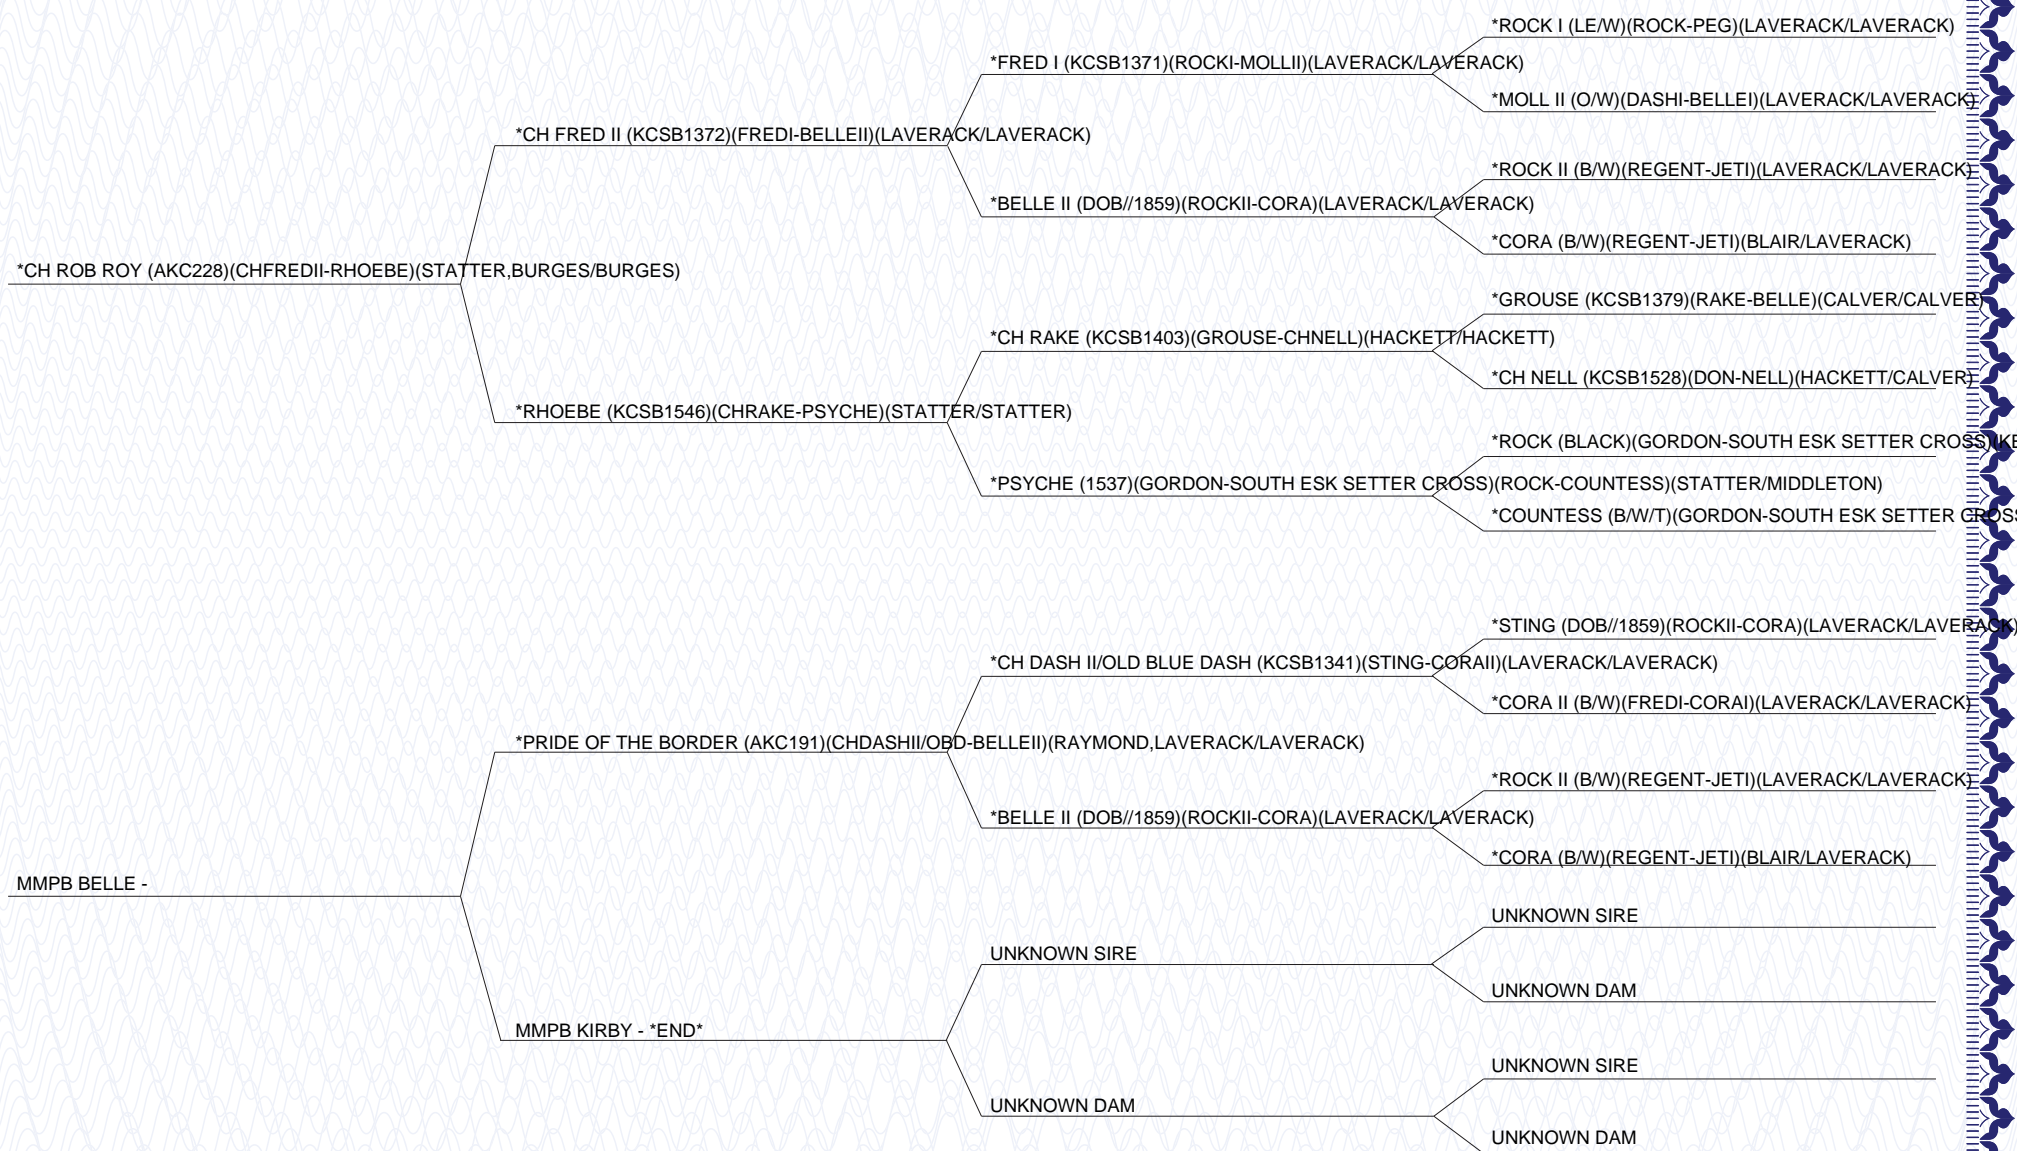 *ROCK I (LE/W)(ROCK-PEG)(LAVERACK/LAVERACK)
*FRED I (KCSB1371)(ROCKI-MOLLII)(LAVERACK/LAVERACK)
*MOLL II (O/W)(DASHI-BELLEI)(LAVERACK/LAVERACK)
*CH FRED II (KCSB1372)(FREDI-BELLEII)(LAVERACK/LAVERACK)
*ROCK II (B/W)(REGENT-JETI)(LAVERACK/LAVERACK)
*BELLE II (DOB//1859)(ROCKII-CORA)(LAVERACK/LAVERACK)
*CORA (B/W)(REGENT-JETI)(BLAIR/LAVERACK)
*CH ROB ROY (AKC228)(CHFREDII-RHOEBE)(STATTER,BURGES/BURGES)
*GROUSE (KCSB1379)(RAKE-BELLE)(CALVER/CALVER)
*CH RAKE (KCSB1403)(GROUSE-CHNELL)(HACKETT/HACKETT)
*CH NELL (KCSB1528)(DON-NELL)(HACKETT/CALVER)
*RHOEBE (KCSB1546)(CHRAKE-PSYCHE)(STATTER/STATTER)
*ROCK (BLACK)(GORDON-SOUTH ESK SETTER CROSS)
*PSYCHE (1537)(GORDON-SOUTH ESK SETTER CROSS)(ROCK-COUNTESS)(STATTER/MIDDLETON)
*COUNTESS (B/W/T)(GORDON-SOUTH ESK SETTER CROSS
*STING (DOB//1859)(ROCKII-CORA)(LAVERACK/LAVERACK)
*CH DASH II/OLD BLUE DASH (KCSB1341)(STING-CORAII)(LAVERACK/LAVERACK)
*CORA II (B/W)(FREDI-CORAI)(LAVERACK/LAVERACK)
*PRIDE OF THE BORDER (AKC191)(CHDASHII/OBD-BELLEII)(RAYMOND,LAVERACK/LAVERACK)
*ROCK II (B/W)(REGENT-JETI)(LAVERACK/LAVERACK)
*BELLE II (DOB//1859)(ROCKII-CORA)(LAVERACK/LAVERACK)
*CORA (B/W)(REGENT-JETI)(BLAIR/LAVERACK)
MMPB BELLE -
UNKNOWN SIRE
UNKNOWN SIRE
UNKNOWN DAM
MMPB KIRBY - *END*
UNKNOWN SIRE
UNKNOWN DAM
UNKNOWN DAM